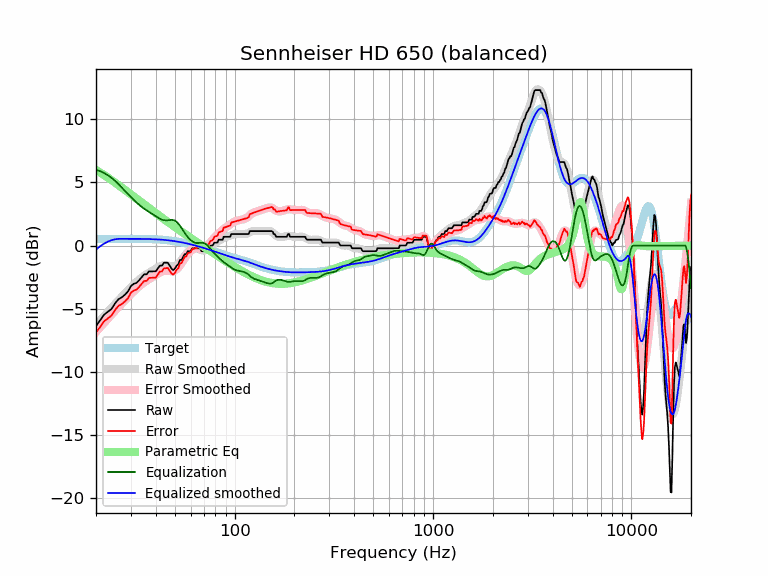 Sennheiser HD 650 (balanced)
Amplitude (dBr)
10
5
0
−5
−10
−15
−20
Target
Raw Smoothed
Error Smoothed
Raw
Error
Parametric Eq
Equalization
Equalized smoothed
100 1000 10000
Frequency (Hz)